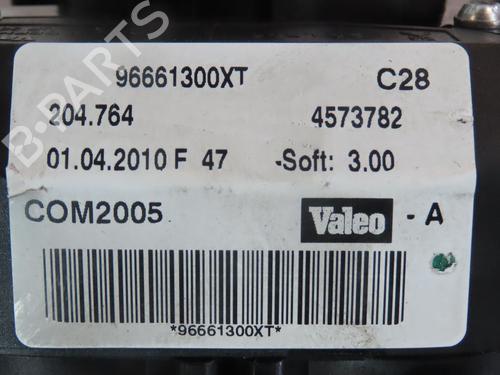 96661300XT C28
204.764 4573782
01.04.2010 F 47 -Soft: 3.00
COM2005 Valeo - A
*96661300XT*
B-PARTS